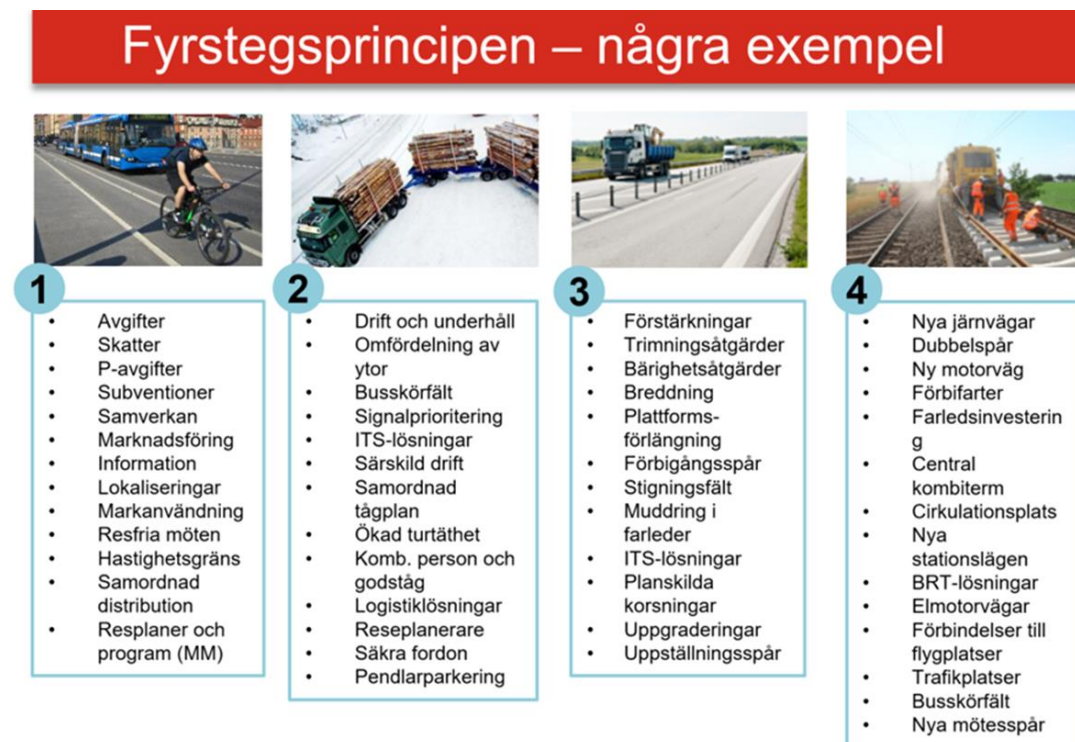 Fyrstegsprincipen – några exempel
1
• Avgifter
• Skatter
• P-avgifter
• Subventioner
• Samverkan
• Marknadsföring
• Information
• Lokaliseringar
• Markanvändning
• Resfria möten
• Hastighetsgräns
• Samordnad
distribution
• Resplaner och
program (MM)
2
• Drift och underhåll
• Omfördelning av
ytor
• Busskörfält
• Signalprioritering
• ITS-lösningar
• Särskild drift
• Samordnad
tågplan
• Ökad turtäthet
• Komb. person och
godståg
• Logistiklösningar
• Reseplanerare
• Säkra fordon
• Pendlarparkering
3
• Förstärkningar
• Trimningsåtgärder
• Bärighetsåtgärder
• Breddning
• Plattforms-
förlängning
• Förbigångsspår
• Stigningsfält
• Muddring i
farleder
• ITS-lösningar
• Planskilda
korsningar
• Uppgraderingar
• Uppställningsspår
4
• Nya järnvägar
• Dubbelspår
• Ny motorväg
• Förbifarter
• Farledsinvesterin
g
• Central
kombiterm
• Cirkulationsplats
• Nya
stationslägen
• BRT-lösningar
• Elmotorvägar
• Förbindelser till
flygplatser
• Trafikplatser
• Busskörfält
• Nya mötesspår